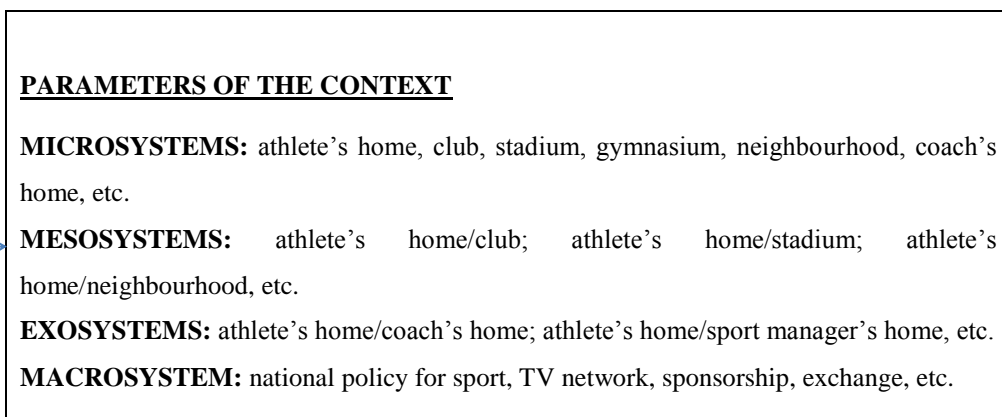 PARAMETERS OF THE CONTEXT
MICROSYSTEMS: athlete’s home, club, stadium, gymnasium, neighbourhood, coach’s
home, etc.
MESOSYSTEMS: athlete’s home/club; athlete’s home/stadium; athlete’s
home/neighbourhood, etc.
EXOSYSTEMS: athlete’s home/coach’s home; athlete’s home/sport manager’s home, etc.
MACROSYSTEM: national policy for sport, TV network, sponsorship, exchange, etc.